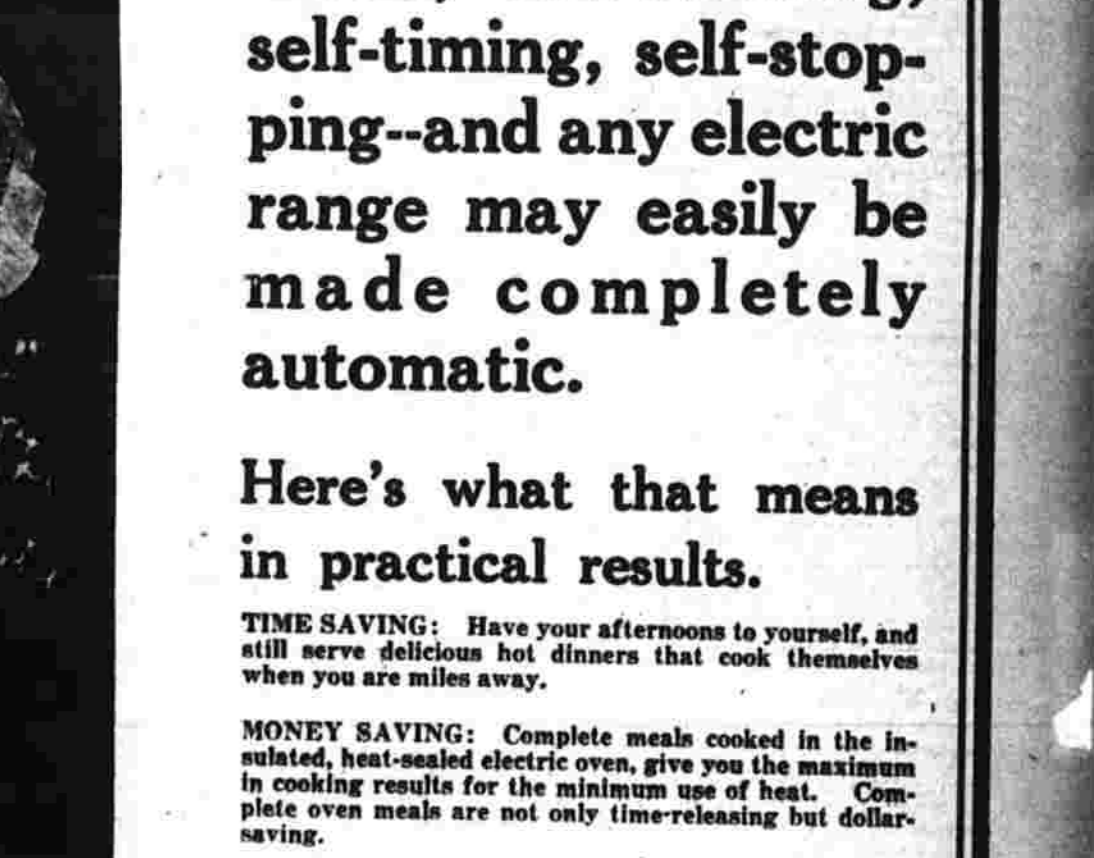 self-timing, self-stop-
ping--and any electric
range may easily be
made completely
automatic.
Here's what that means
in practical results.
TIME SAVING: Have your afternoons to yourself, and
still serve delicious hot dinners that cook themselves
when you are miles away.
MONEY SAVING: Complete meals cooked in the in-
sulated, heat-sealed electric oven, give you the maximum
in cooking results for the minimum use of heat. Com-
plete oven meals are not only time-releasing but dollar-
saving.